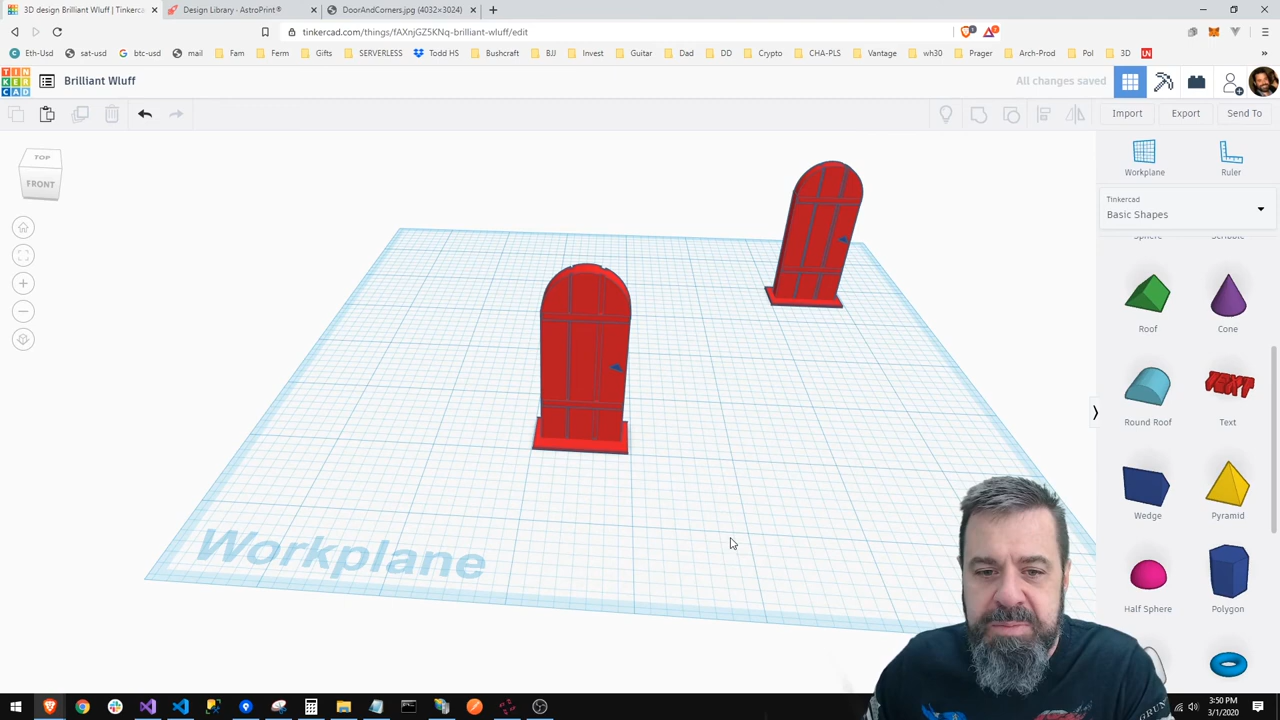 3D design Brilliant Wluff | Tinkerca
Design Library - AstroPrint®
DoorAndCorners.jpg (4032×3024)
tinkercad.com/things/fAXnjGZ5KNq-brilliant-wluff/edit
Eth-Usd
sat-usd
btc-usd
mail
Fam
Gifts
SERVERLESS
Todd HS
Bushcraft
BJJ
Invest
Guitar
Dad
DD
Crypto
CHA-PLS
Vantage
wh30
Prager
Arch-Prod
Pol
3D
TIN
KER
CAD
Brilliant Wluff
All changes saved
Import
Export
Send To
TOP
FRONT
Workplane
Ruler
Tinkercad
Basic Shapes
Roof
Cone
TEXT
Round Roof
Text
Wedge
Pyramid
Half Sphere
Polygon
Workplane
3:50 PM
3/1/2020